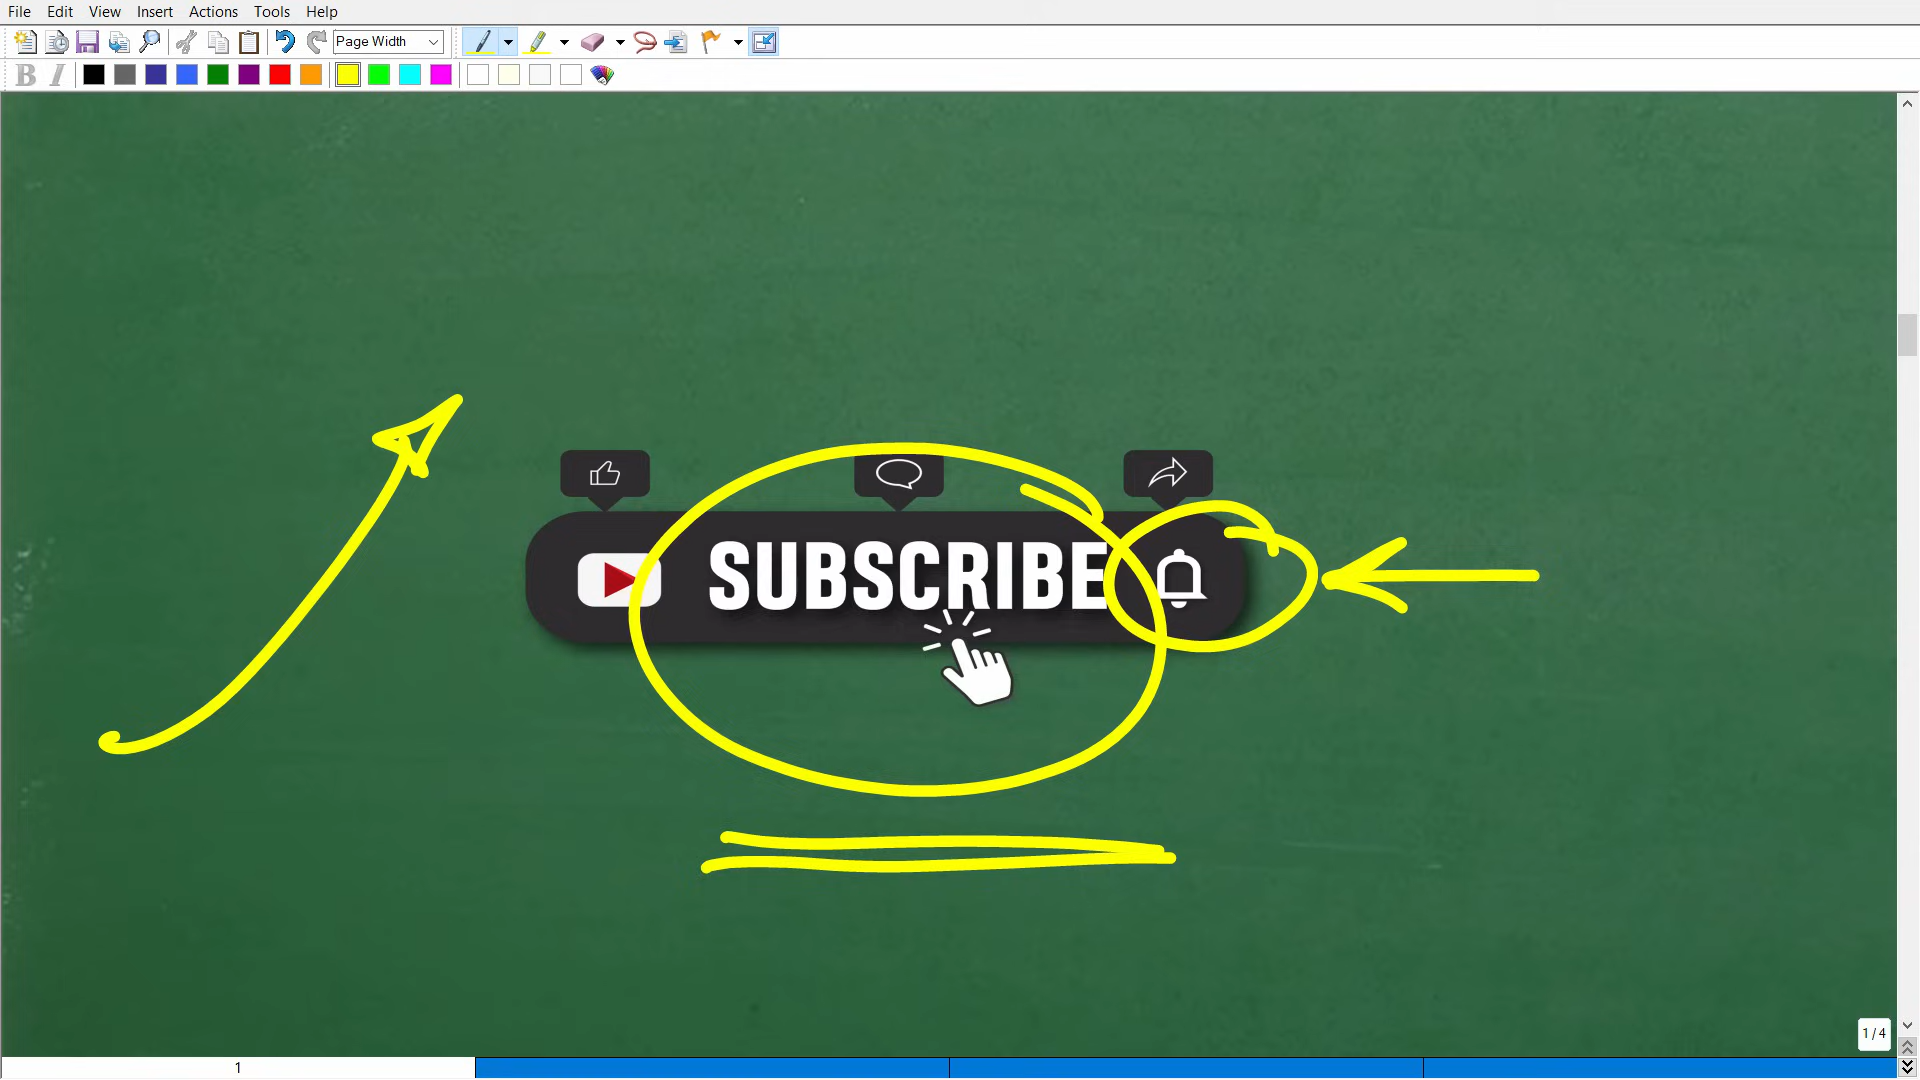 File Edit View Insert Actions Tools Help
Page Width
B I
SUBSCRIBE
1 / 4
1